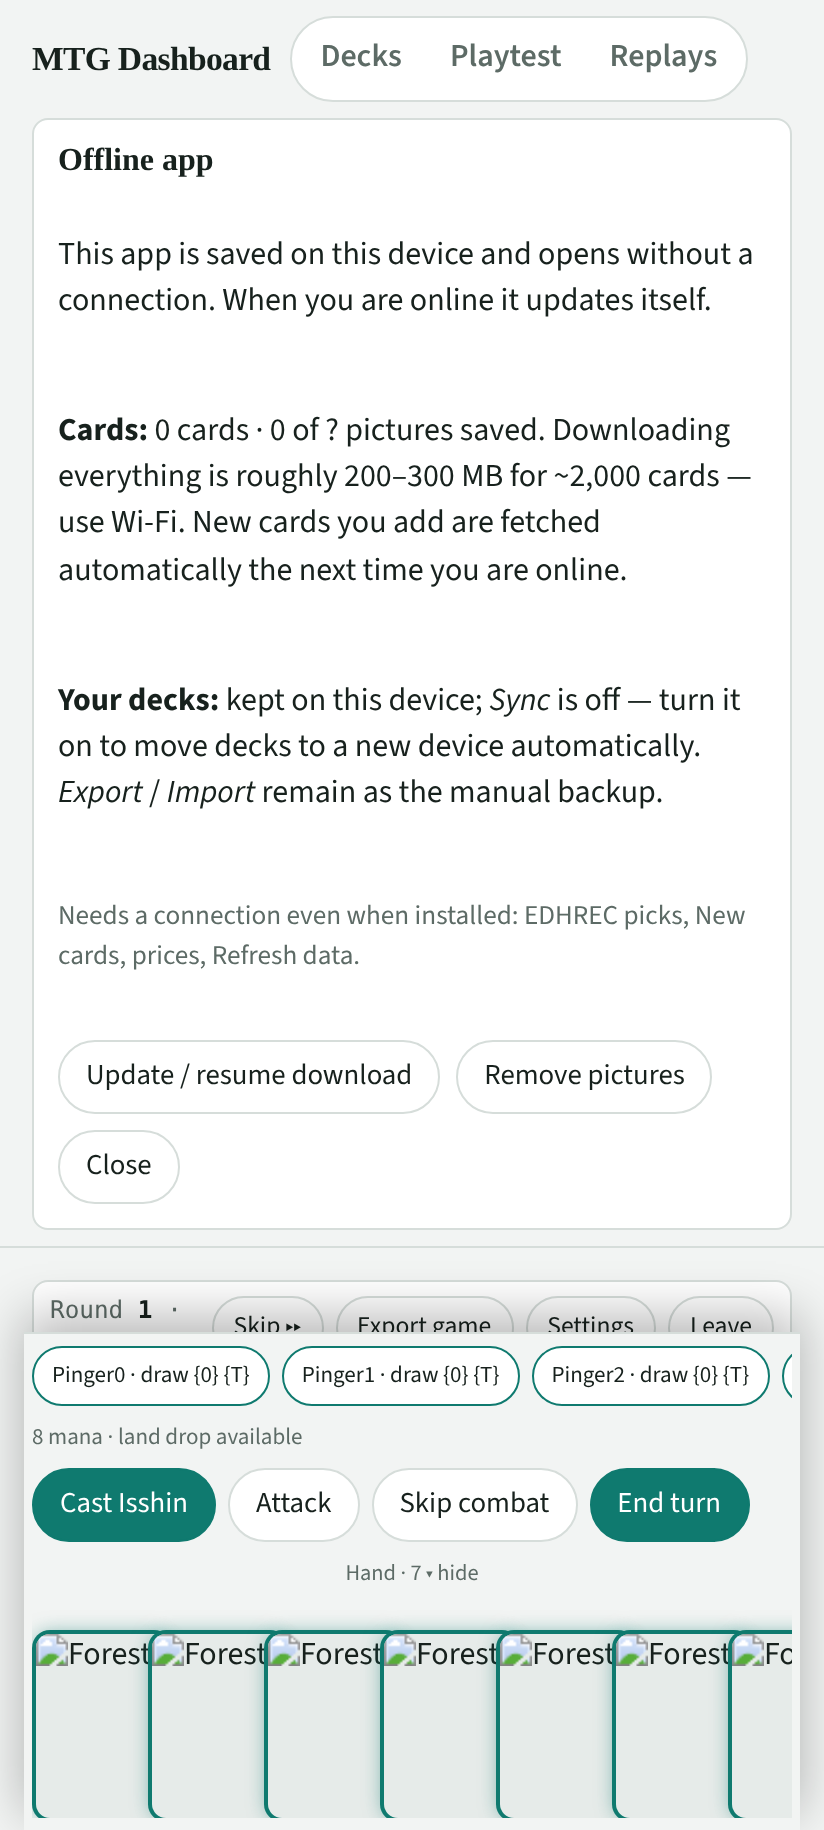 MTG Dashboard
Decks Playtest Replays
Offline app
This app is saved on this device and opens without a
connection. When you are online it updates itself.
Cards: 0 cards · 0 of ? pictures saved. Downloading
everything is roughly 200–300 MB for ~2,000 cards —
use Wi-Fi. New cards you add are fetched
automatically the next time you are online.
Your decks: kept on this device; Sync is off — turn it
on to move decks to a new device automatically.
Export / Import remain as the manual backup.
Needs a connection even when installed: EDHREC picks, New
cards, prices, Refresh data.
Update / resume download Remove pictures
Close
Round 1 · Skip ▸▸ Export game Settings Leave
Pinger0 · draw {0} {T} Pinger1 · draw {0} {T} Pinger2 · draw {0} {T}
8 mana · land drop available
Cast Isshin Attack Skip combat End turn
Hand · 7 ▾ hide
Forest Forest Forest Forest Forest Forest Fo